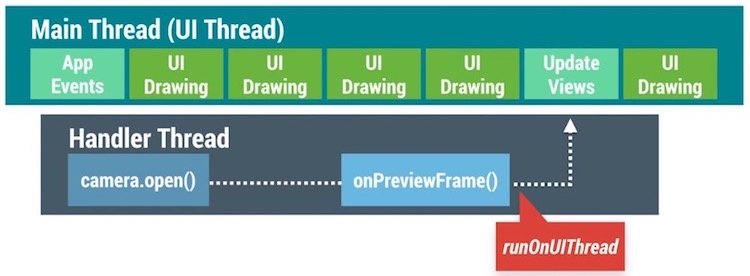 Main Thread (UI Thread)
App
Events
UI
Drawing
UI
Drawing
UI
Drawing
UI
Drawing
Update
Views
UI
Drawing
Handler Thread
camera.open()
onPreviewFrame()
runOnUIThread